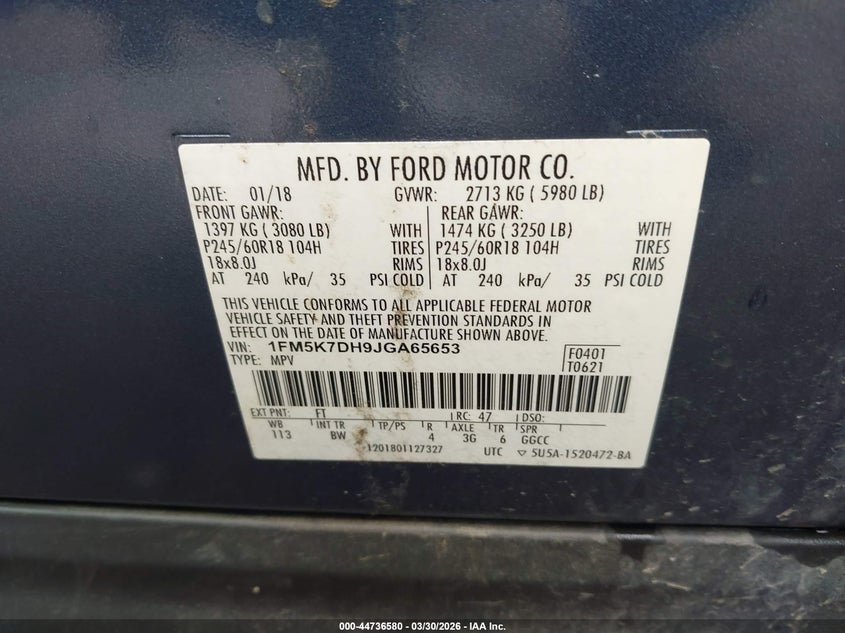 MFD. BY FORD MOTOR CO.
DATE: 01/18 GVWR: 2713 KG ( 5980 LB)
FRONT GAWR: REAR GAWR:
1397 KG ( 3080 LB) WITH 1474 KG ( 3250 LB) WITH
P245/60R18 104H TIRES P245/60R18 104H TIRES
18x8.0J RIMS 18x8.0J RIMS
AT 240 kPa/ 35 PSI COLD AT 240 kPa/ 35 PSI COLD
THIS VEHICLE CONFORMS TO ALL APPLICABLE FEDERAL MOTOR
VEHICLE SAFETY AND THEFT PREVENTION STANDARDS IN
EFFECT ON THE DATE OF MANUFACTURE SHOWN ABOVE.
VIN: 1FM5K7DH9JGA65653 F0401
TYPE: MPV T0621
EXT PNT: FT RC: 47 DSO:
WB INT TR TP/PS R AXLE TR SPR
113 BW 4 3G 6 GGCC
1201801127327 UTC ▽ 5U5A-1520472-BA
000-44736580 - 03/30/2026 - IAA Inc.